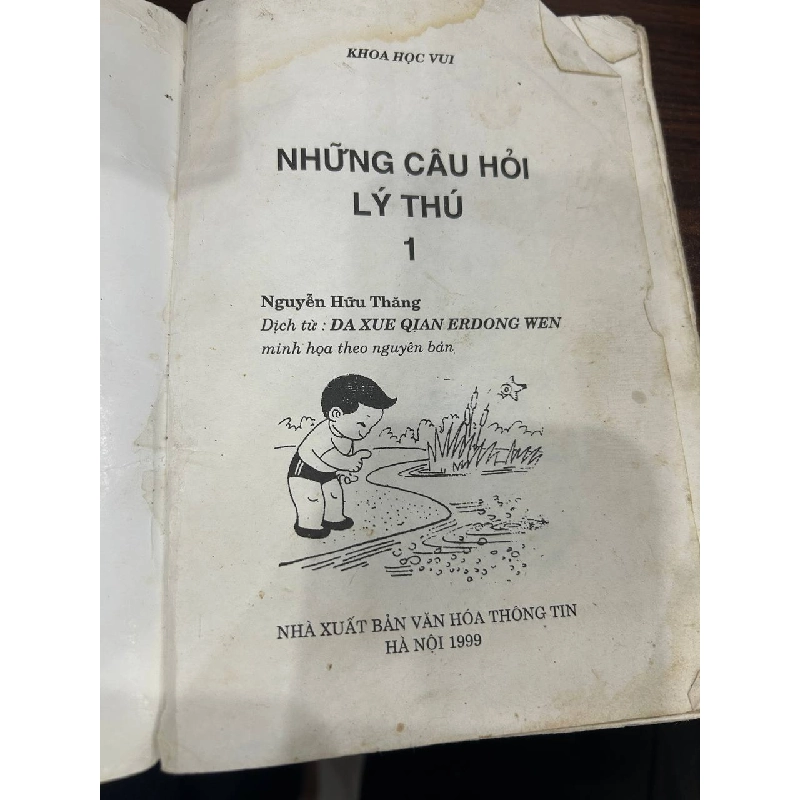 KHOA HỌC VUI
NHỮNG CÂU HỎI
LÝ THÚ
1
Nguyễn Hữu Thăng
Dịch từ : DA XUE QIAN ERDONG WEN
minh họa theo nguyên bản
NHÀ XUẤT BẢN VĂN HÓA THÔNG TIN
HÀ NỘI 1999